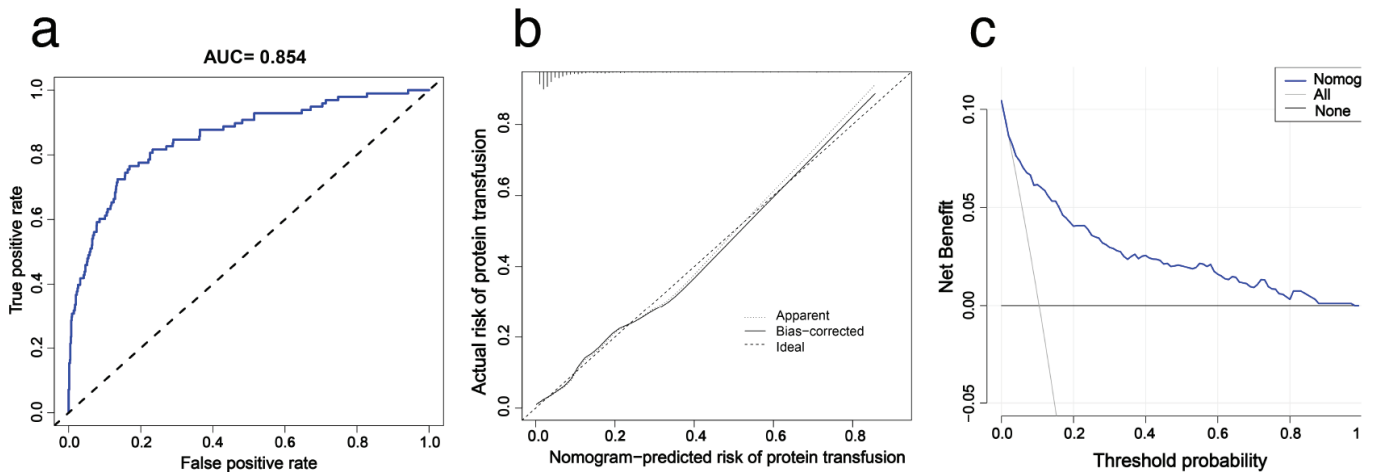 a
AUC= 0.854
True positive rate
1.0
0.8
0.6
0.4
0.2
0.0
0.0 0.2 0.4 0.6 0.8 1.0
False positive rate
b
Actual risk of protein transfusion
0.8
0.6
0.4
0.2
0.0
Apparent
Bias-corrected
Ideal
0.0 0.2 0.4 0.6 0.8 1.0
Nomogram-predicted risk of protein transfusion
c
Nomog
All
None
Net Benefit
0.10
0.05
0.00
-0.05
0.0 0.2 0.4 0.6 0.8 1
Threshold probability